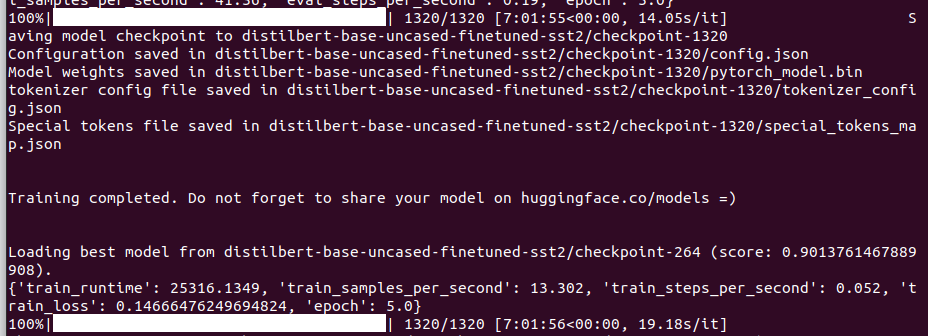 t_samples_per_second': 41.36, 'eval_steps_per_second': 0.19, 'epoch': 5.0}
100%|| 1320/1320 [7:01:55<00:00, 14.05s/it] S
aving model checkpoint to distilbert-base-uncased-finetuned-sst2/checkpoint-1320
Configuration saved in distilbert-base-uncased-finetuned-sst2/checkpoint-1320/config.json
Model weights saved in distilbert-base-uncased-finetuned-sst2/checkpoint-1320/pytorch_model.bin
tokenizer config file saved in distilbert-base-uncased-finetuned-sst2/checkpoint-1320/tokenizer_confi
g.json
Special tokens file saved in distilbert-base-uncased-finetuned-sst2/checkpoint-1320/special_tokens_ma
p.json
Training completed. Do not forget to share your model on huggingface.co/models =)
Loading best model from distilbert-base-uncased-finetuned-sst2/checkpoint-264 (score: 0.9013761467889
908).
{'train_runtime': 25316.1349, 'train_samples_per_second': 13.302, 'train_steps_per_second': 0.052, 't
rain_loss': 0.14666476249694824, 'epoch': 5.0}
100%|| 1320/1320 [7:01:56<00:00, 19.18s/it]